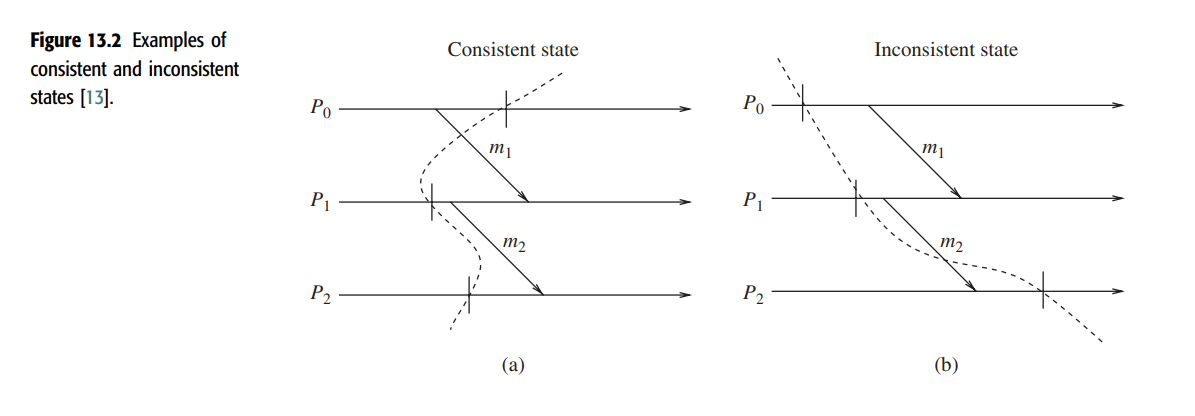 Figure 13.2 Examples of
consistent and inconsistent
states [13].
Consistent state
P0
m1
P1
m2
P2
(a)
Inconsistent state
P0
m1
P1
m2
P2
(b)